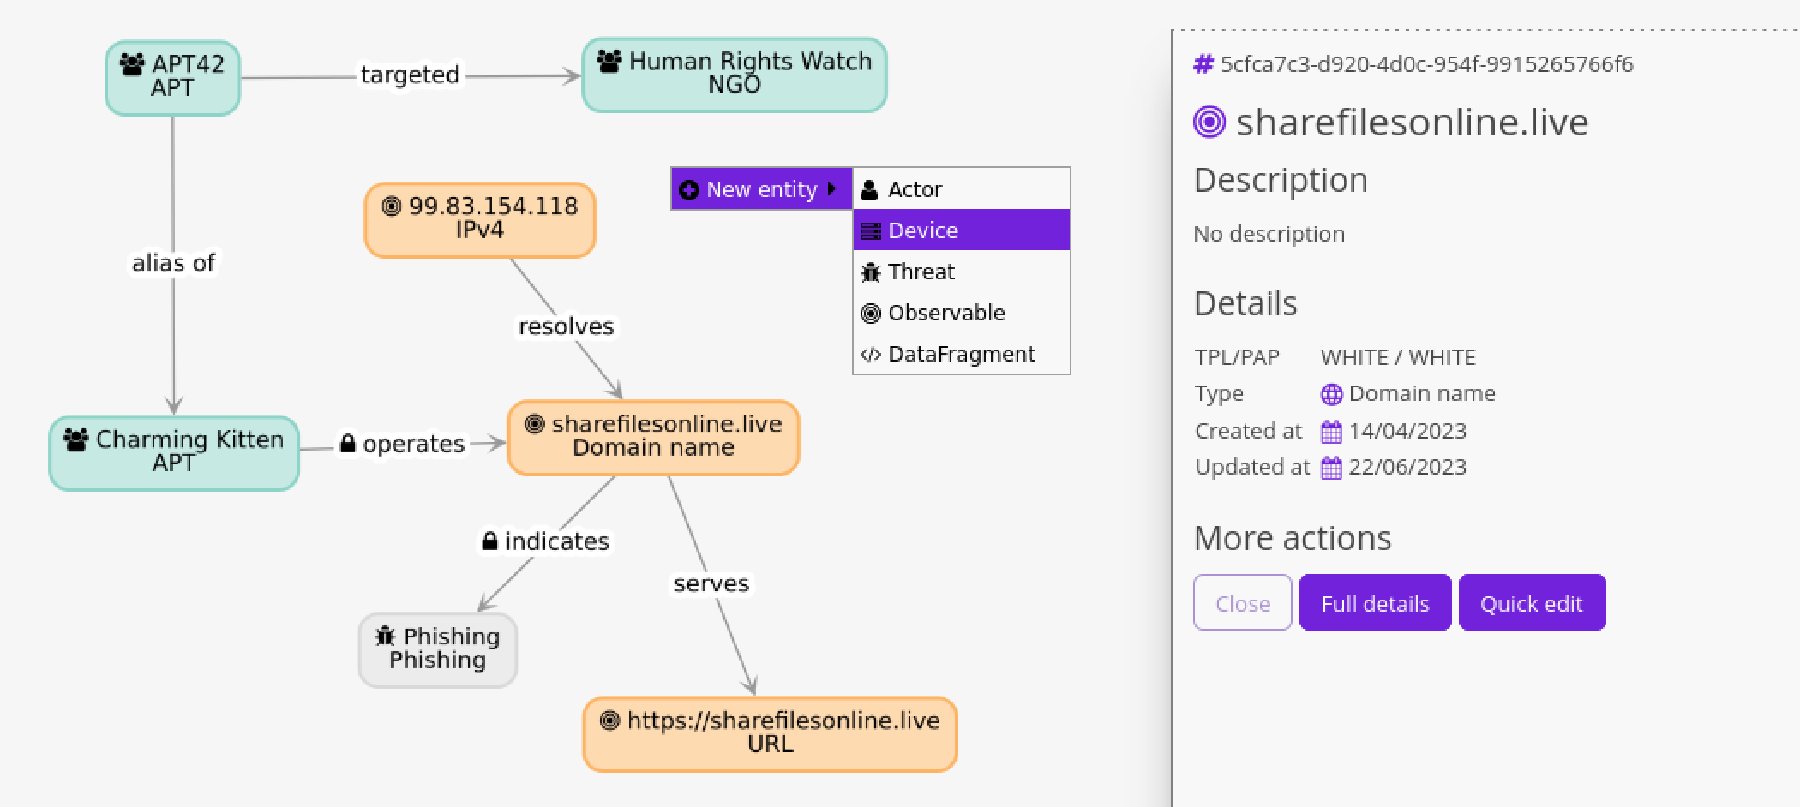 APT42
APT
targeted
Human Rights Watch
NGO
alias of
99.83.154.118
IPv4
resolves
New entity
Actor
Device
Threat
Observable
DataFragment
Charming Kitten
APT
operates
sharefilesonline.live
Domain name
indicates
serves
Phishing
Phishing
https://sharefilesonline.live
URL
# 5cfca7c3-d920-4d0c-954f-9915265766f6
sharefilesonline.live
Description
No description
Details
TPL/PAP WHITE / WHITE
Type Domain name
Created at 14/04/2023
Updated at 22/06/2023
More actions
Close Full details Quick edit